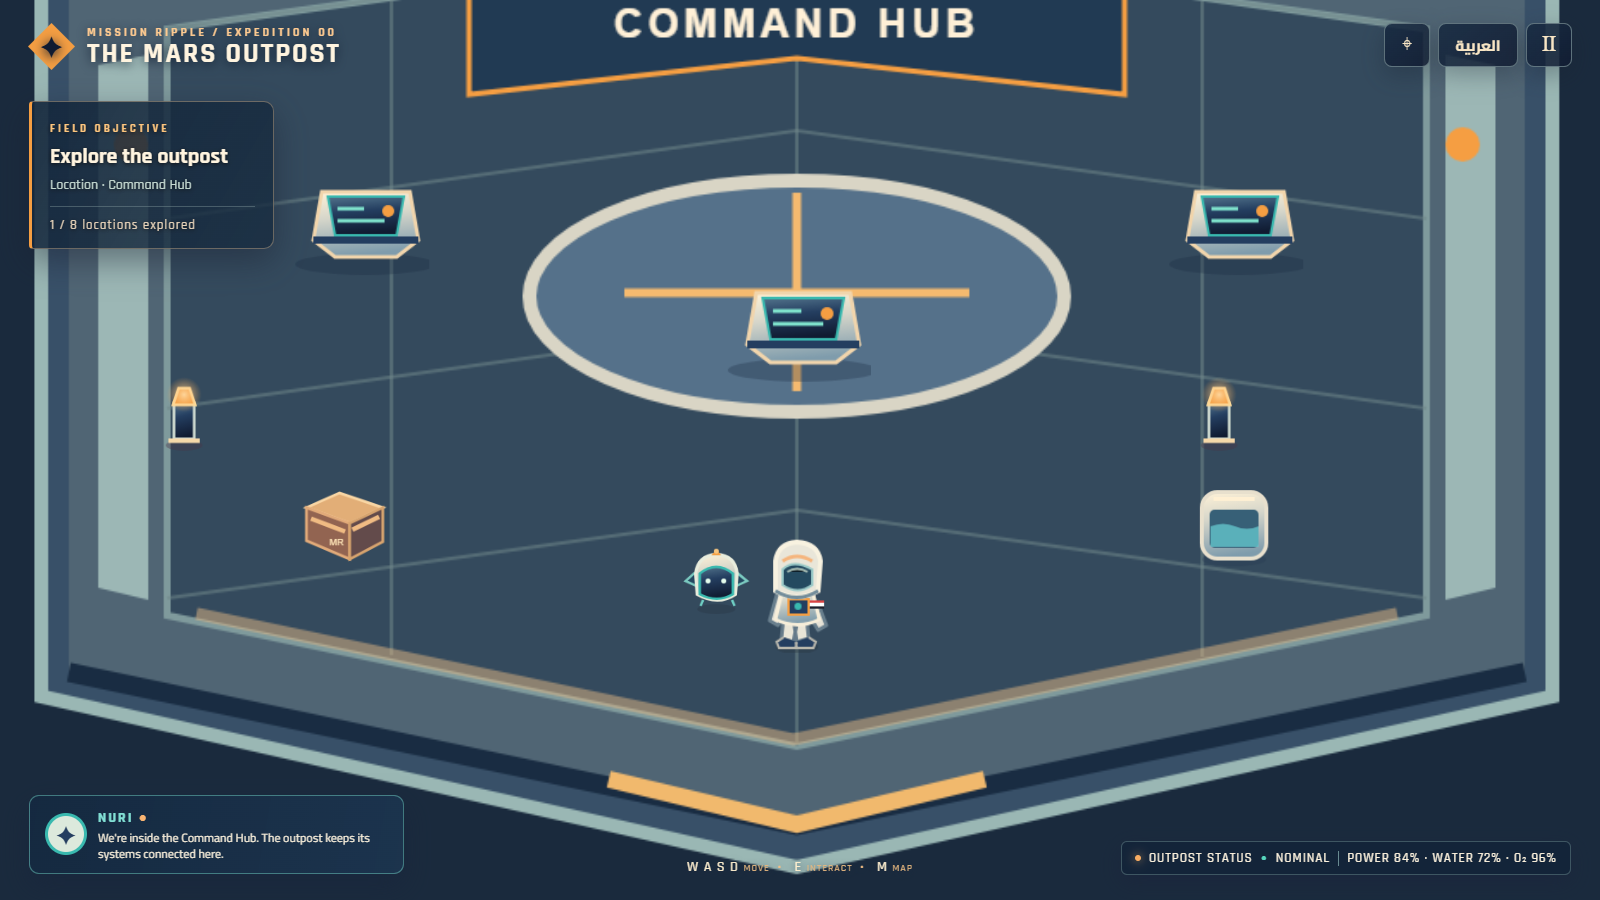 MISSION RIPPLE / EXPEDITION 00
THE MARS OUTPOST
COMMAND HUB
العربية
II
FIELD OBJECTIVE
Explore the outpost
Location · Command Hub
1 / 8 locations explored
MR
NURI
We're inside the Command Hub. The outpost keeps its
systems connected here.
WASD MOVE · E INTERACT · M MAP
OUTPOST STATUS • NOMINAL | POWER 84% · WATER 72% · O₂ 96%